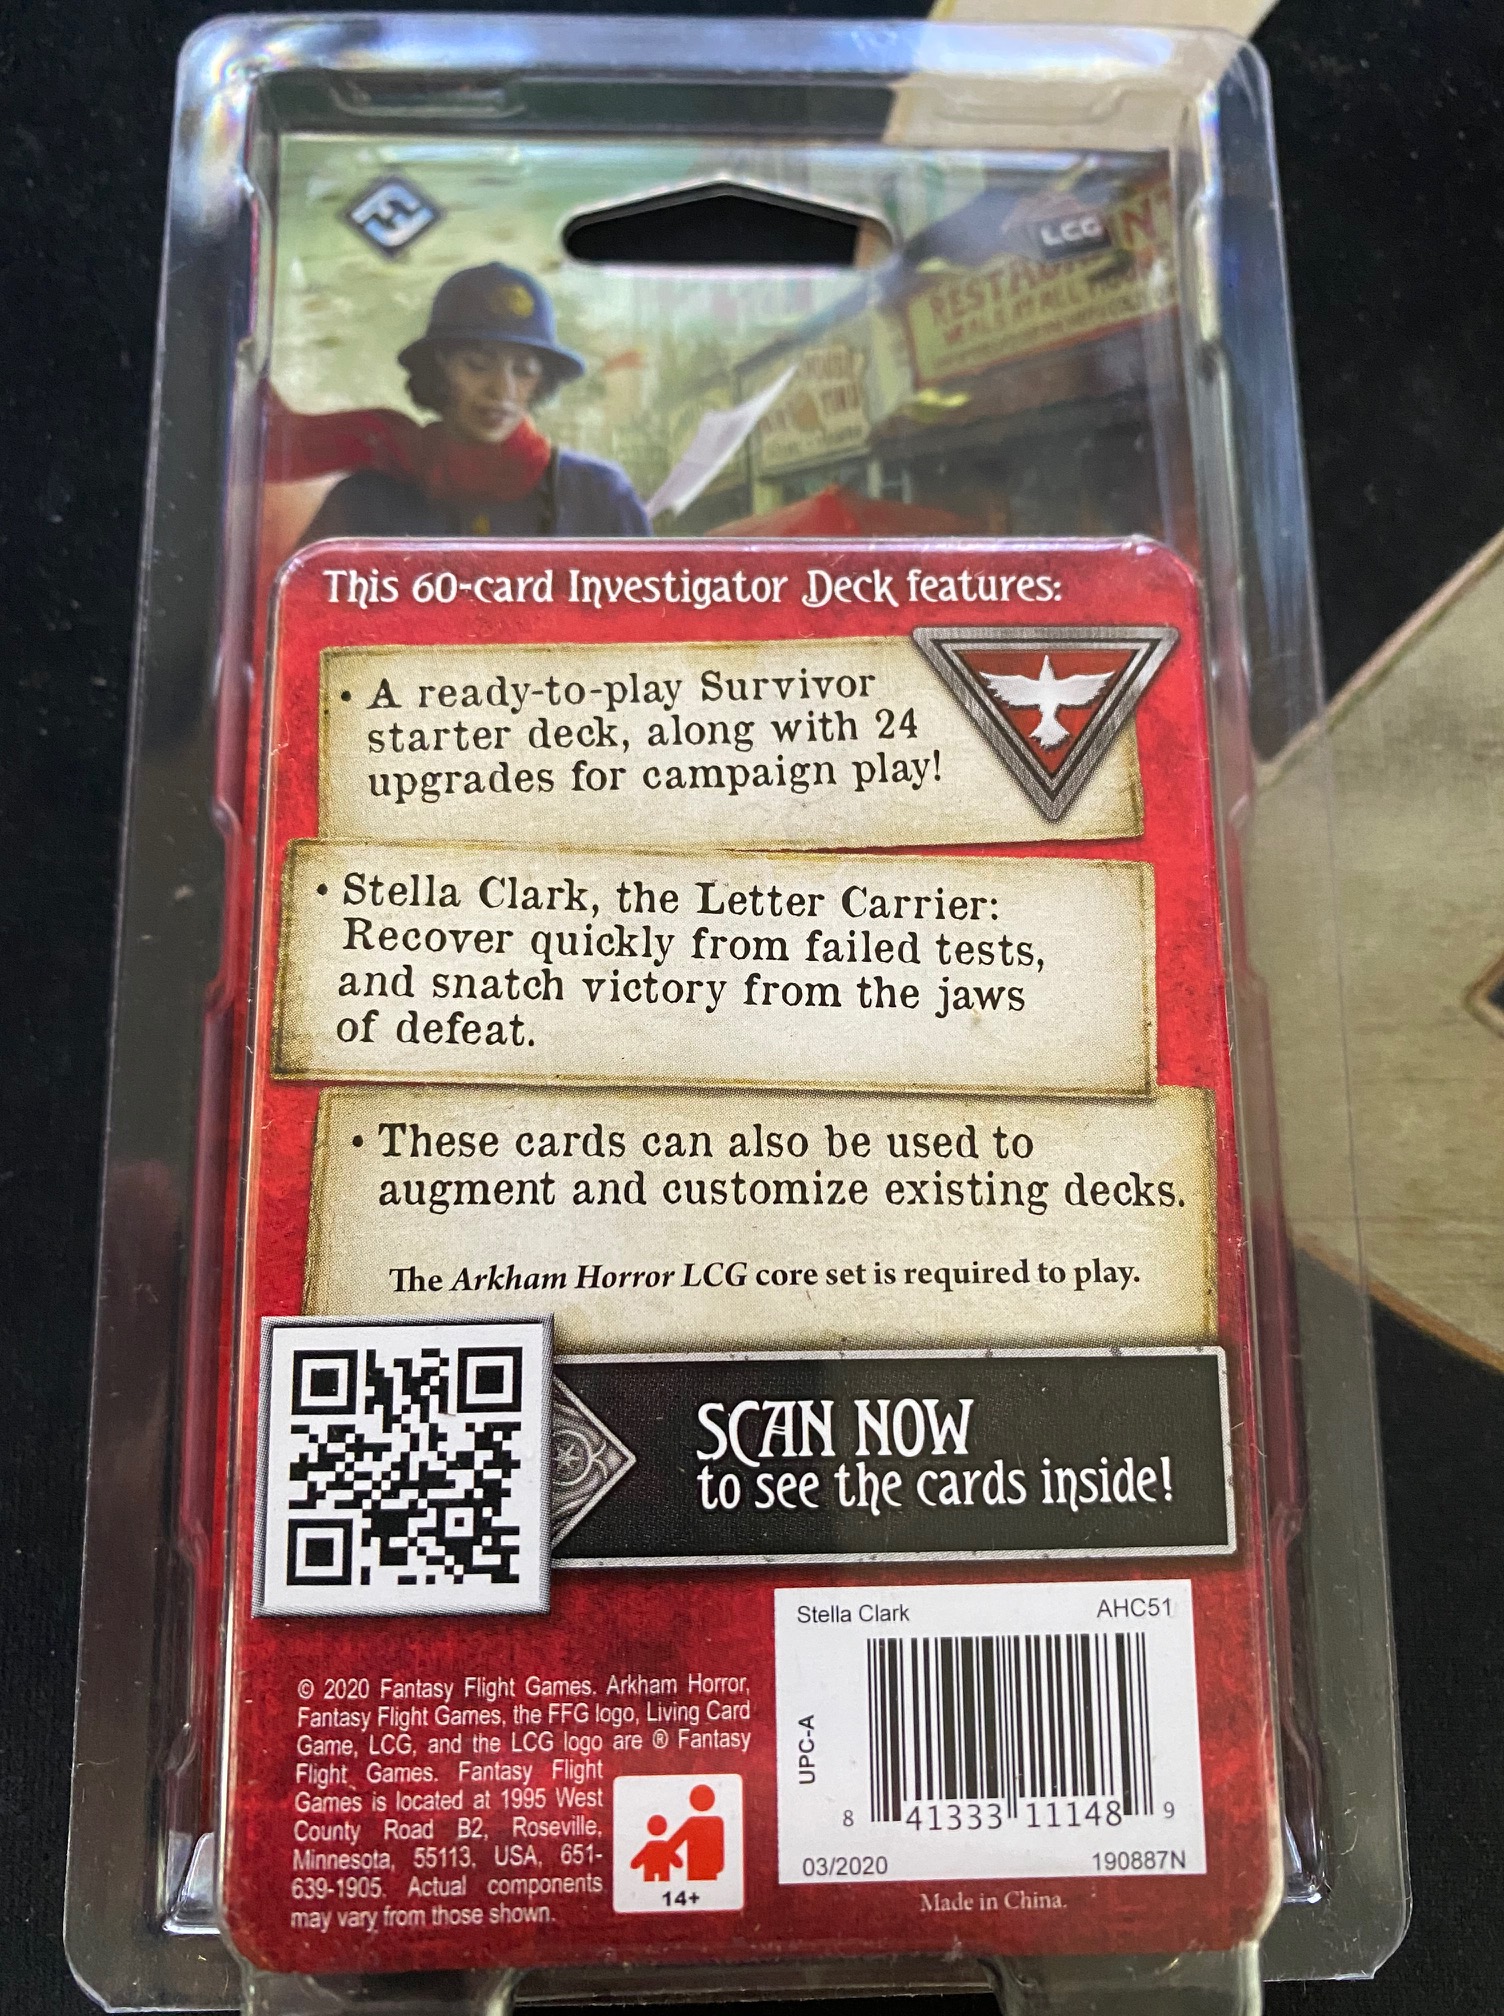 LCG
This 60-card Investigator Deck features:
• A ready-to-play Survivor
starter deck, along with 24
upgrades for campaign play!
• Stella Clark, the Letter Carrier:
Recover quickly from failed tests,
and snatch victory from the jaws
of defeat.
• These cards can also be used to
augment and customize existing decks.
The Arkham Horror LCG core set is required to play.
SCAN NOW
to see the cards inside!
Stella Clark AHC51
UPC-A
8 41333 11148 9
03/2020 190887N
Made in China.
© 2020 Fantasy Flight Games. Arkham Horror,
Fantasy Flight Games, the FFG logo, Living Card
Game, LCG, and the LCG logo are ® Fantasy
Flight Games. Fantasy Flight
Games is located at 1995 West
County Road B2, Roseville,
Minnesota, 55113, USA, 651-
639-1905. Actual components
may vary from those shown.
14+